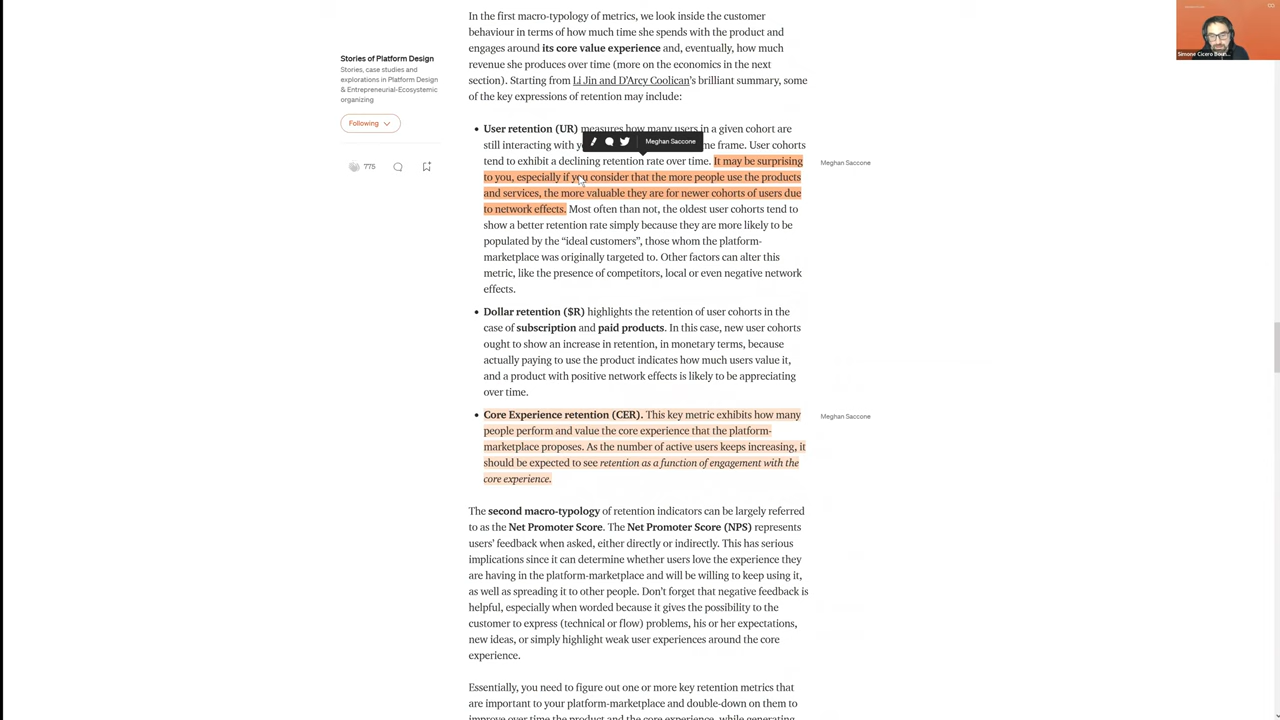 In the first macro-typology of metrics, we look inside the customer
behaviour in terms of how much time she spends with the product and
engages around its core value experience and, eventually, how much
revenue she produces over time (more on the economics in the next
section). Starting from Li Jin and D'Arcy Coolican's brilliant summary, some
of the key expressions of retention may include:
Stories of Platform Design
Stories, case studies and
explorations in Platform Design
& Entrepreneurial-Ecosystemic
organizing
Following
775
• User retention (UR) measures how many users in a given cohort are
still interacting with y
Meghan Saccone
me frame. User cohorts
tend to exhibit a declining retention rate over time. It may be surprising
to you, especially if you consider that the more people use the products
and services, the more valuable they are for newer cohorts of users due
to network effects. Most often than not, the oldest user cohorts tend to
show a better retention rate simply because they are more likely to be
populated by the “ideal customers”, those whom the platform-
marketplace was originally targeted to. Other factors can alter this
metric, like the presence of competitors, local or even negative network
effects.
Meghan Saccone
• Dollar retention ($R) highlights the retention of user cohorts in the
case of subscription and paid products. In this case, new user cohorts
ought to show an increase in retention, in monetary terms, because
actually paying to use the product indicates how much users value it,
and a product with positive network effects is likely to be appreciating
over time.
• Core Experience retention (CER). This key metric exhibits how many
people perform and value the core experience that the platform-
marketplace proposes. As the number of active users keeps increasing, it
should be expected to see retention as a function of engagement with the
core experience.
Meghan Saccone
The second macro-typology of retention indicators can be largely referred
to as the Net Promoter Score. The Net Promoter Score (NPS) represents
users' feedback when asked, either directly or indirectly. This has serious
implications since it can determine whether users love the experience they
are having in the platform-marketplace and will be willing to keep using it,
as well as spreading it to other people. Don't forget that negative feedback is
helpful, especially when worded because it gives the possibility to the
customer to express (technical or flow) problems, his or her expectations,
new ideas, or simply highlight weak user experiences around the core
experience.
Essentially, you need to figure out one or more key retention metrics that
are important to your platform-marketplace and double-down on them to
improve over time the product and the core experience, while generating
Simone Cicero Boun...